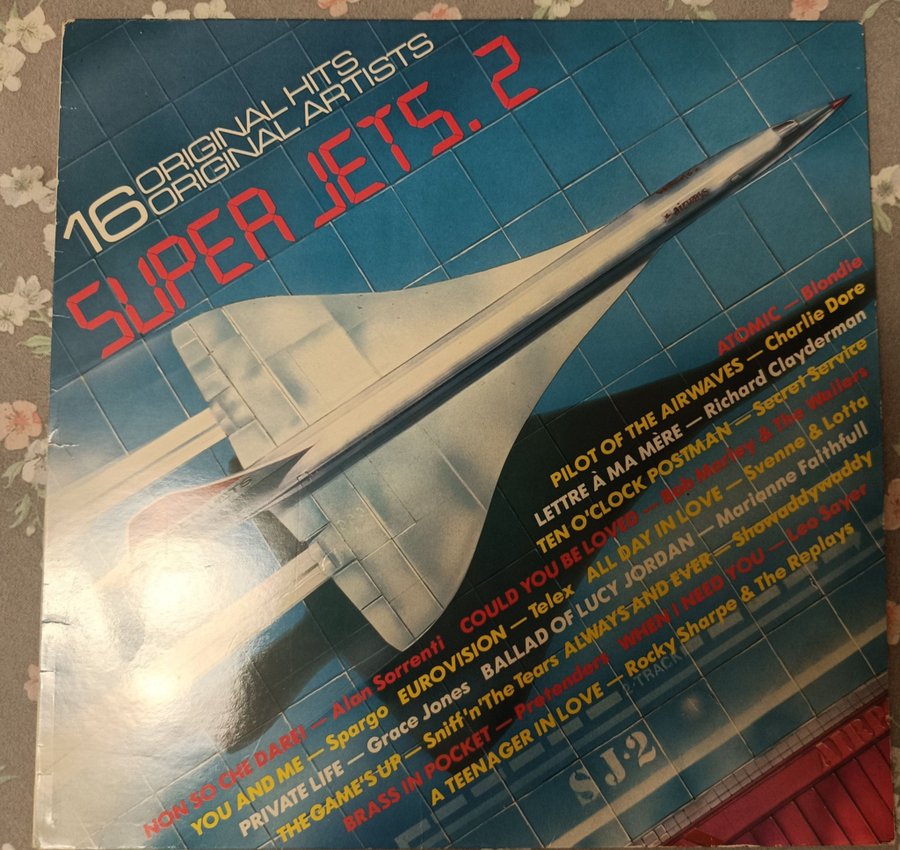 16 ORIGINAL HITS
ORIGINAL ARTISTS
SUPER JETS. 2
AIRWAYS
ATOMIC — Blondie
PILOT OF THE AIRWAVES — Charlie Dore
LETTRE À MA MÈRE — Richard Clayderman
TEN O'CLOCK POSTMAN — Secret Service
COULD YOU BE LOVED — Bob Marley & The Wailers
EUROVISION — Telex ALL DAY IN LOVE — Svenne & Lotta
BALLAD OF LUCY JORDAN — Marianne Faithfull
ALWAYS AND EVER — Showaddywaddy
NON SO CHE DAREI — Alan Sorrenti
YOU AND ME — Spargo
PRIVATE LIFE — Grace Jones
THE GAME'S UP — Sniff'n'The Tears
BRASS IN POCKET — Pretenders WHEN I NEED YOU — Leo Sayer
A TEENAGER IN LOVE — Rocky Sharpe & The Replays
2-TRACK
SJ·2